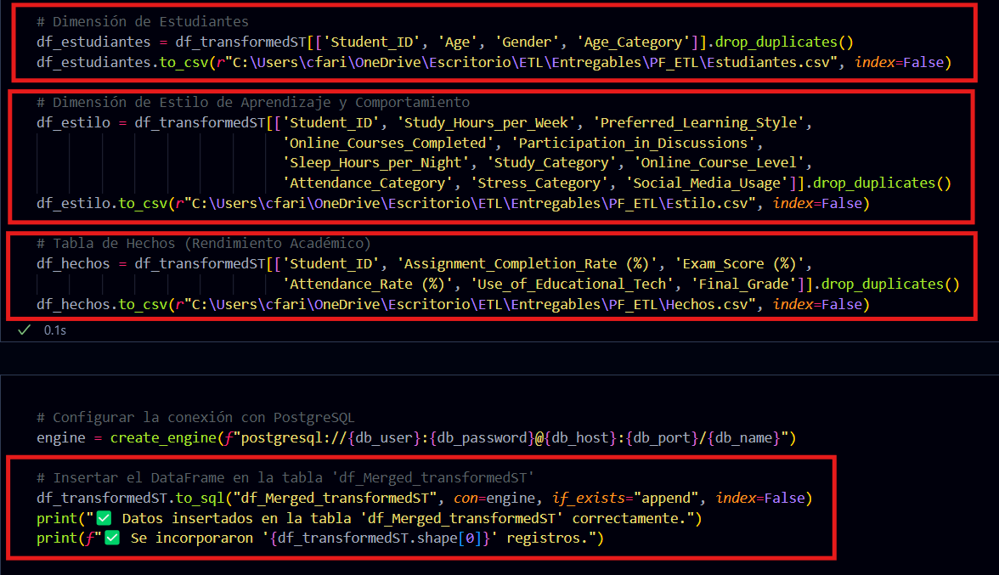 # Dimensión de Estudiantes
df_estudiantes = df_transformedST[['Student_ID', 'Age', 'Gender', 'Age_Category']].drop_duplicates()
df_estudiantes.to_csv(r"C:\Users\cfari\OneDrive\Escritorio\ETL\Entregables\PF_ETL\Estudiantes.csv", index=False)
# Dimensión de Estilo de Aprendizaje y Comportamiento
df_estilo = df_transformedST[['Student_ID', 'Study_Hours_per_Week', 'Preferred_Learning_Style',
'Online_Courses_Completed', 'Participation_in_Discussions',
'Sleep_Hours_per_Night', 'Study_Category', 'Online_Course_Level',
'Attendance_Category', 'Stress_Category', 'Social_Media_Usage']].drop_duplicates()
df_estilo.to_csv(r"C:\Users\cfari\OneDrive\Escritorio\ETL\Entregables\PF_ETL\Estilo.csv", index=False)
# Tabla de Hechos (Rendimiento Académico)
df_hechos = df_transformedST[['Student_ID', 'Assignment_Completion_Rate (%)', 'Exam_Score (%)',
'Attendance_Rate (%)', 'Use_of_Educational_Tech', 'Final_Grade']].drop_duplicates()
df_hechos.to_csv(r"C:\Users\cfari\OneDrive\Escritorio\ETL\Entregables\PF_ETL\Hechos.csv", index=False)
✓ 0.1s
# Configurar la conexión con PostgreSQL
engine = create_engine(f"postgresql://{db_user}:{db_password}@{db_host}:{db_port}/{db_name}")
# Insertar el DataFrame en la tabla 'df_Merged_transformedST'
df_transformedST.to_sql("df_Merged_transformedST", con=engine, if_exists="append", index=False)
print("✅ Datos insertados en la tabla 'df_Merged_transformedST' correctamente.")
print(f"✅ Se incorporaron '{df_transformedST.shape[0]}' registros.")